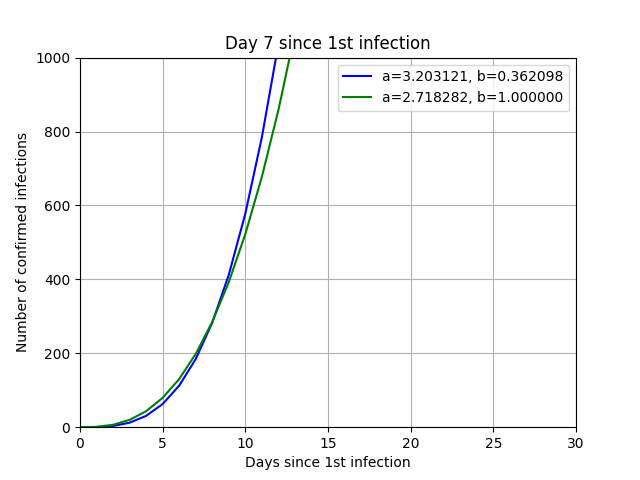 Day 7 since 1st infection
Number of confirmed infections
1000
800
600
400
200
0
a=3.203121, b=0.362098
a=2.718282, b=1.000000
0 5 10 15 20 25 30
Days since 1st infection